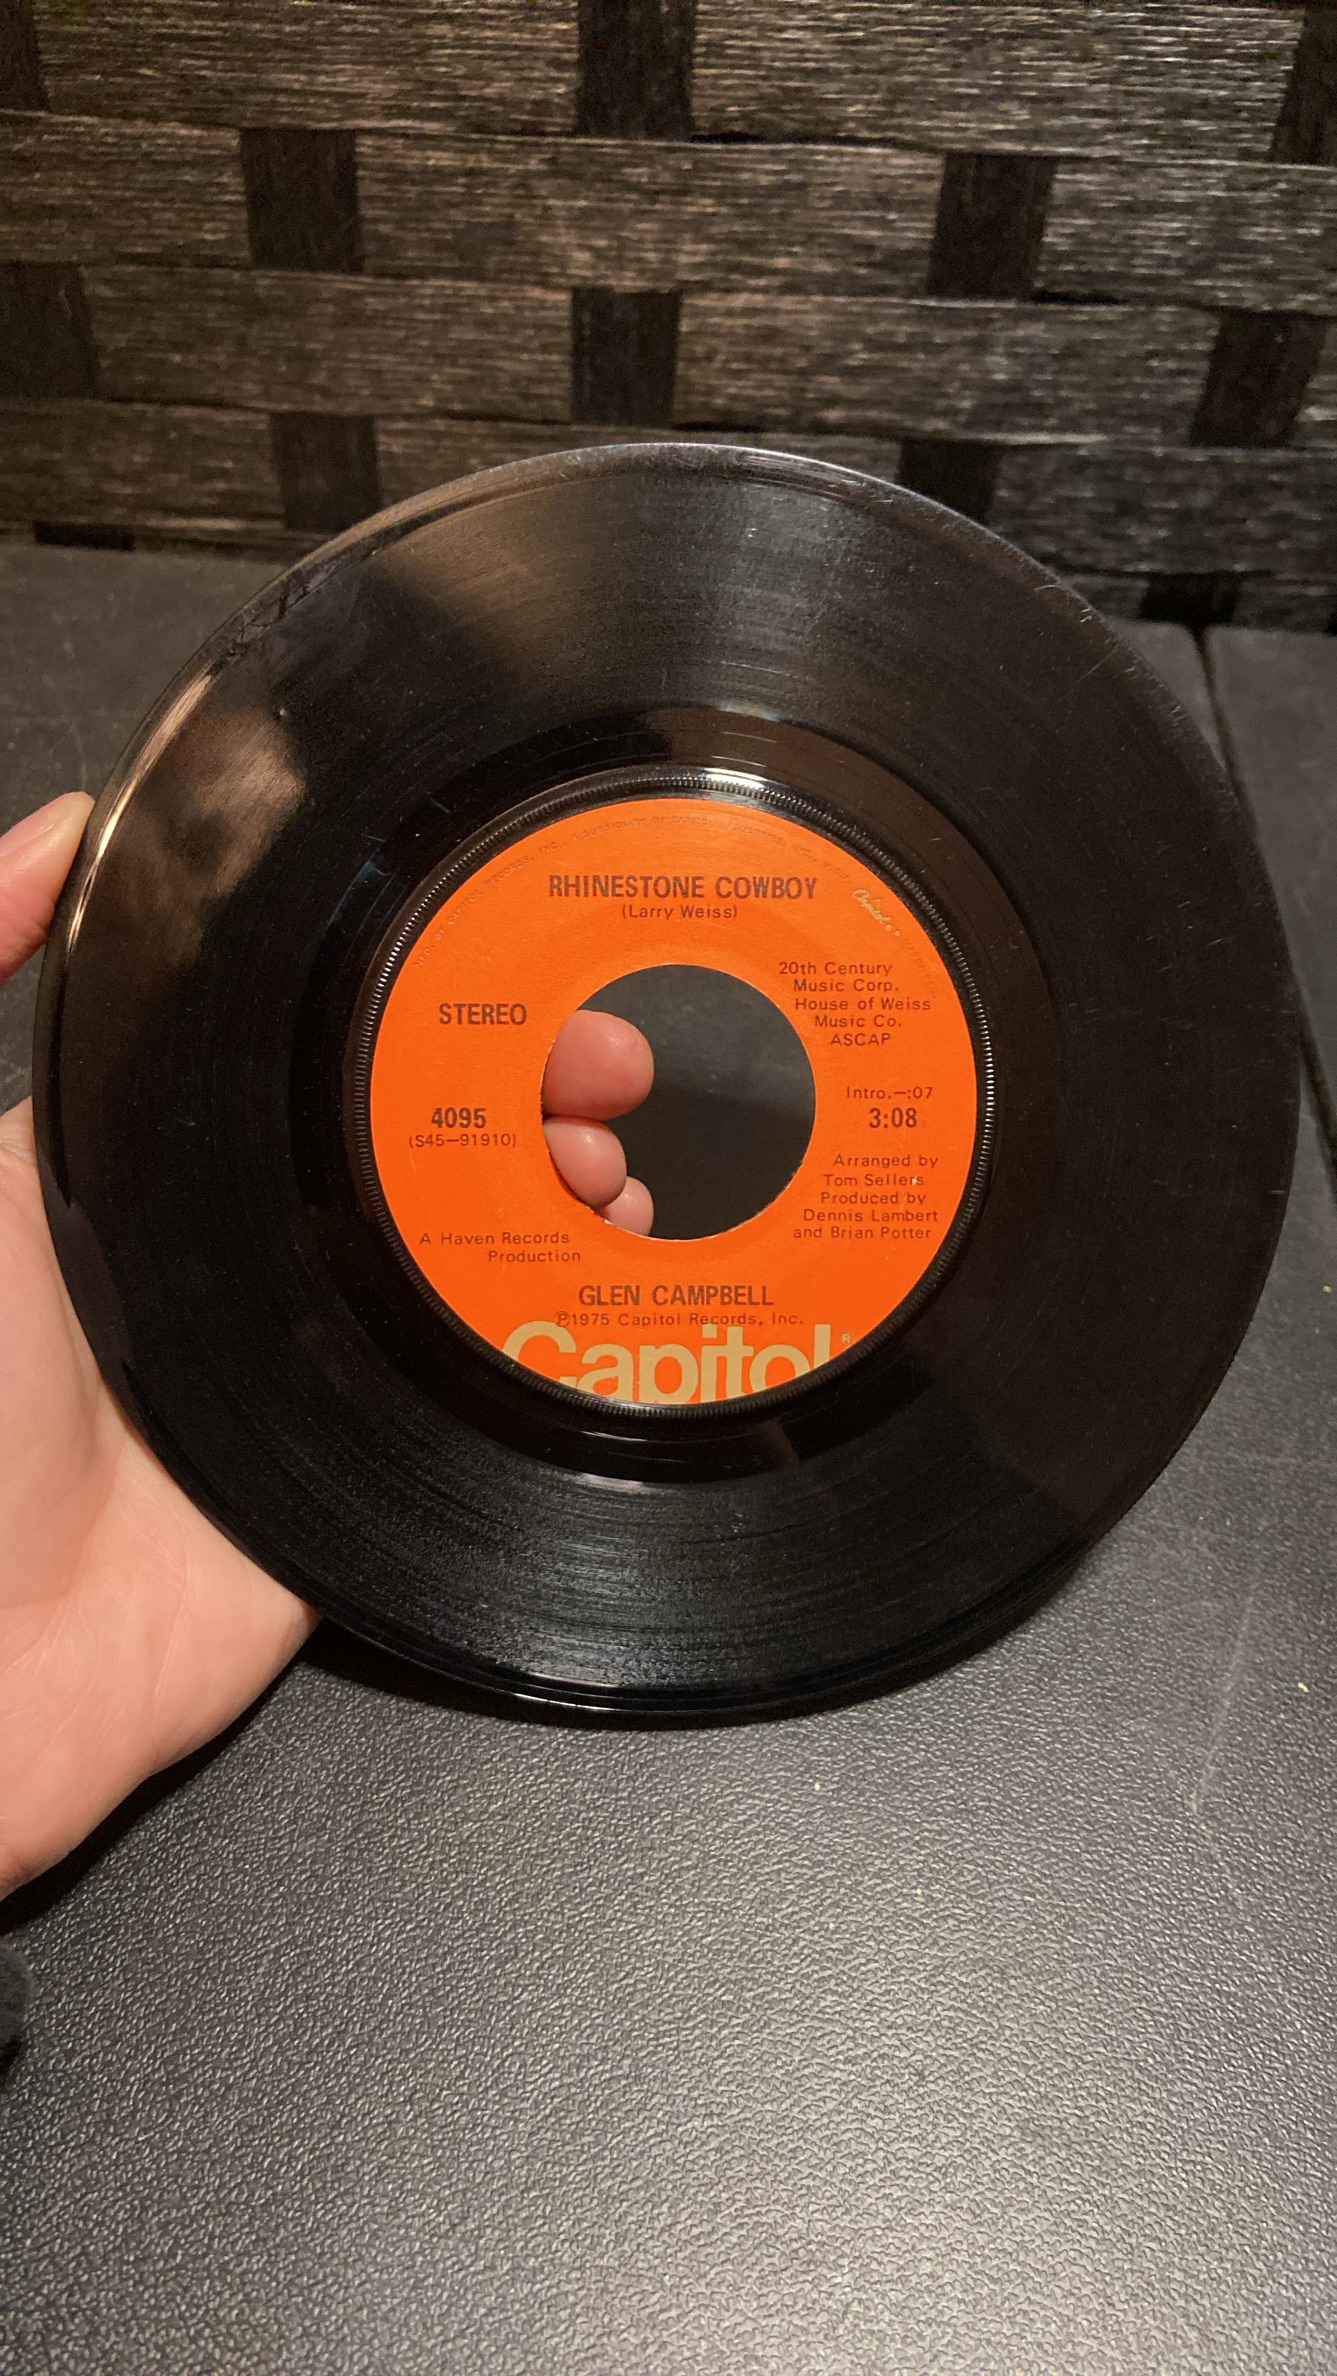 RHINESTONE COWBOY
(Larry Weiss)
20th Century
Music Corp.
House of Weiss
Music Co.
ASCAP
STEREO
Intro.—:07
3:08
4095
(S45—91910)
Arranged by
Tom Sellers
Produced by
Dennis Lambert
and Brian Potter
A Haven Records
Production
GLEN CAMPBELL
℗1975 Capitol Records, Inc.
Capitol®
Capitol